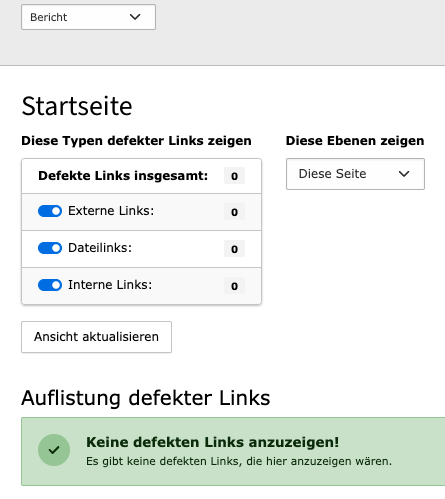 Bericht
Startseite
Diese Typen defekter Links zeigen
Diese Ebenen zeigen
Defekte Links insgesamt: 0
Diese Seite
Externe Links: 0
Dateilinks: 0
Interne Links: 0
Ansicht aktualisieren
Auflistung defekter Links
Keine defekten Links anzuzeigen!
Es gibt keine defekten Links, die hier anzuzeigen wären.